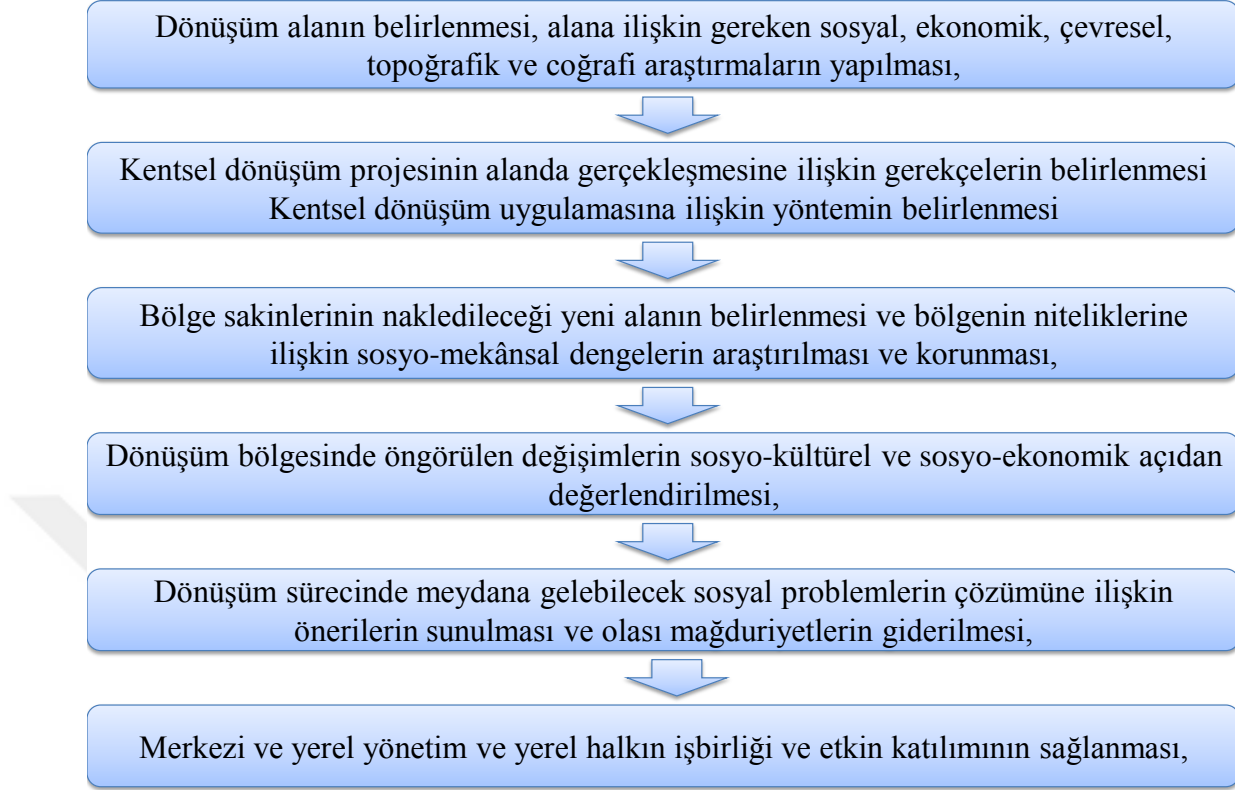 Dönüşüm alanın belirlenmesi, alana ilişkin gereken sosyal, ekonomik, çevresel,
topoğrafik ve coğrafi araştırmaların yapılması,
Kentsel dönüşüm projesinin alanda gerçekleşmesine ilişkin gerekçelerin belirlenmesi
Kentsel dönüşüm uygulamasına ilişkin yöntemin belirlenmesi
Bölge sakinlerinin nakledileceği yeni alanın belirlenmesi ve bölgenin niteliklerine
ilişkin sosyo-mekânsal dengelerin araştırılması ve korunması,
Dönüşüm bölgesinde öngörülen değişimlerin sosyo-kültürel ve sosyo-ekonomik açıdan
değerlendirilmesi,
Dönüşüm sürecinde meydana gelebilecek sosyal problemlerin çözümüne ilişkin
önerilerin sunulması ve olası mağduriyetlerin giderilmesi,
Merkezi ve yerel yönetim ve yerel halkın işbirliği ve etkin katılımının sağlanması,